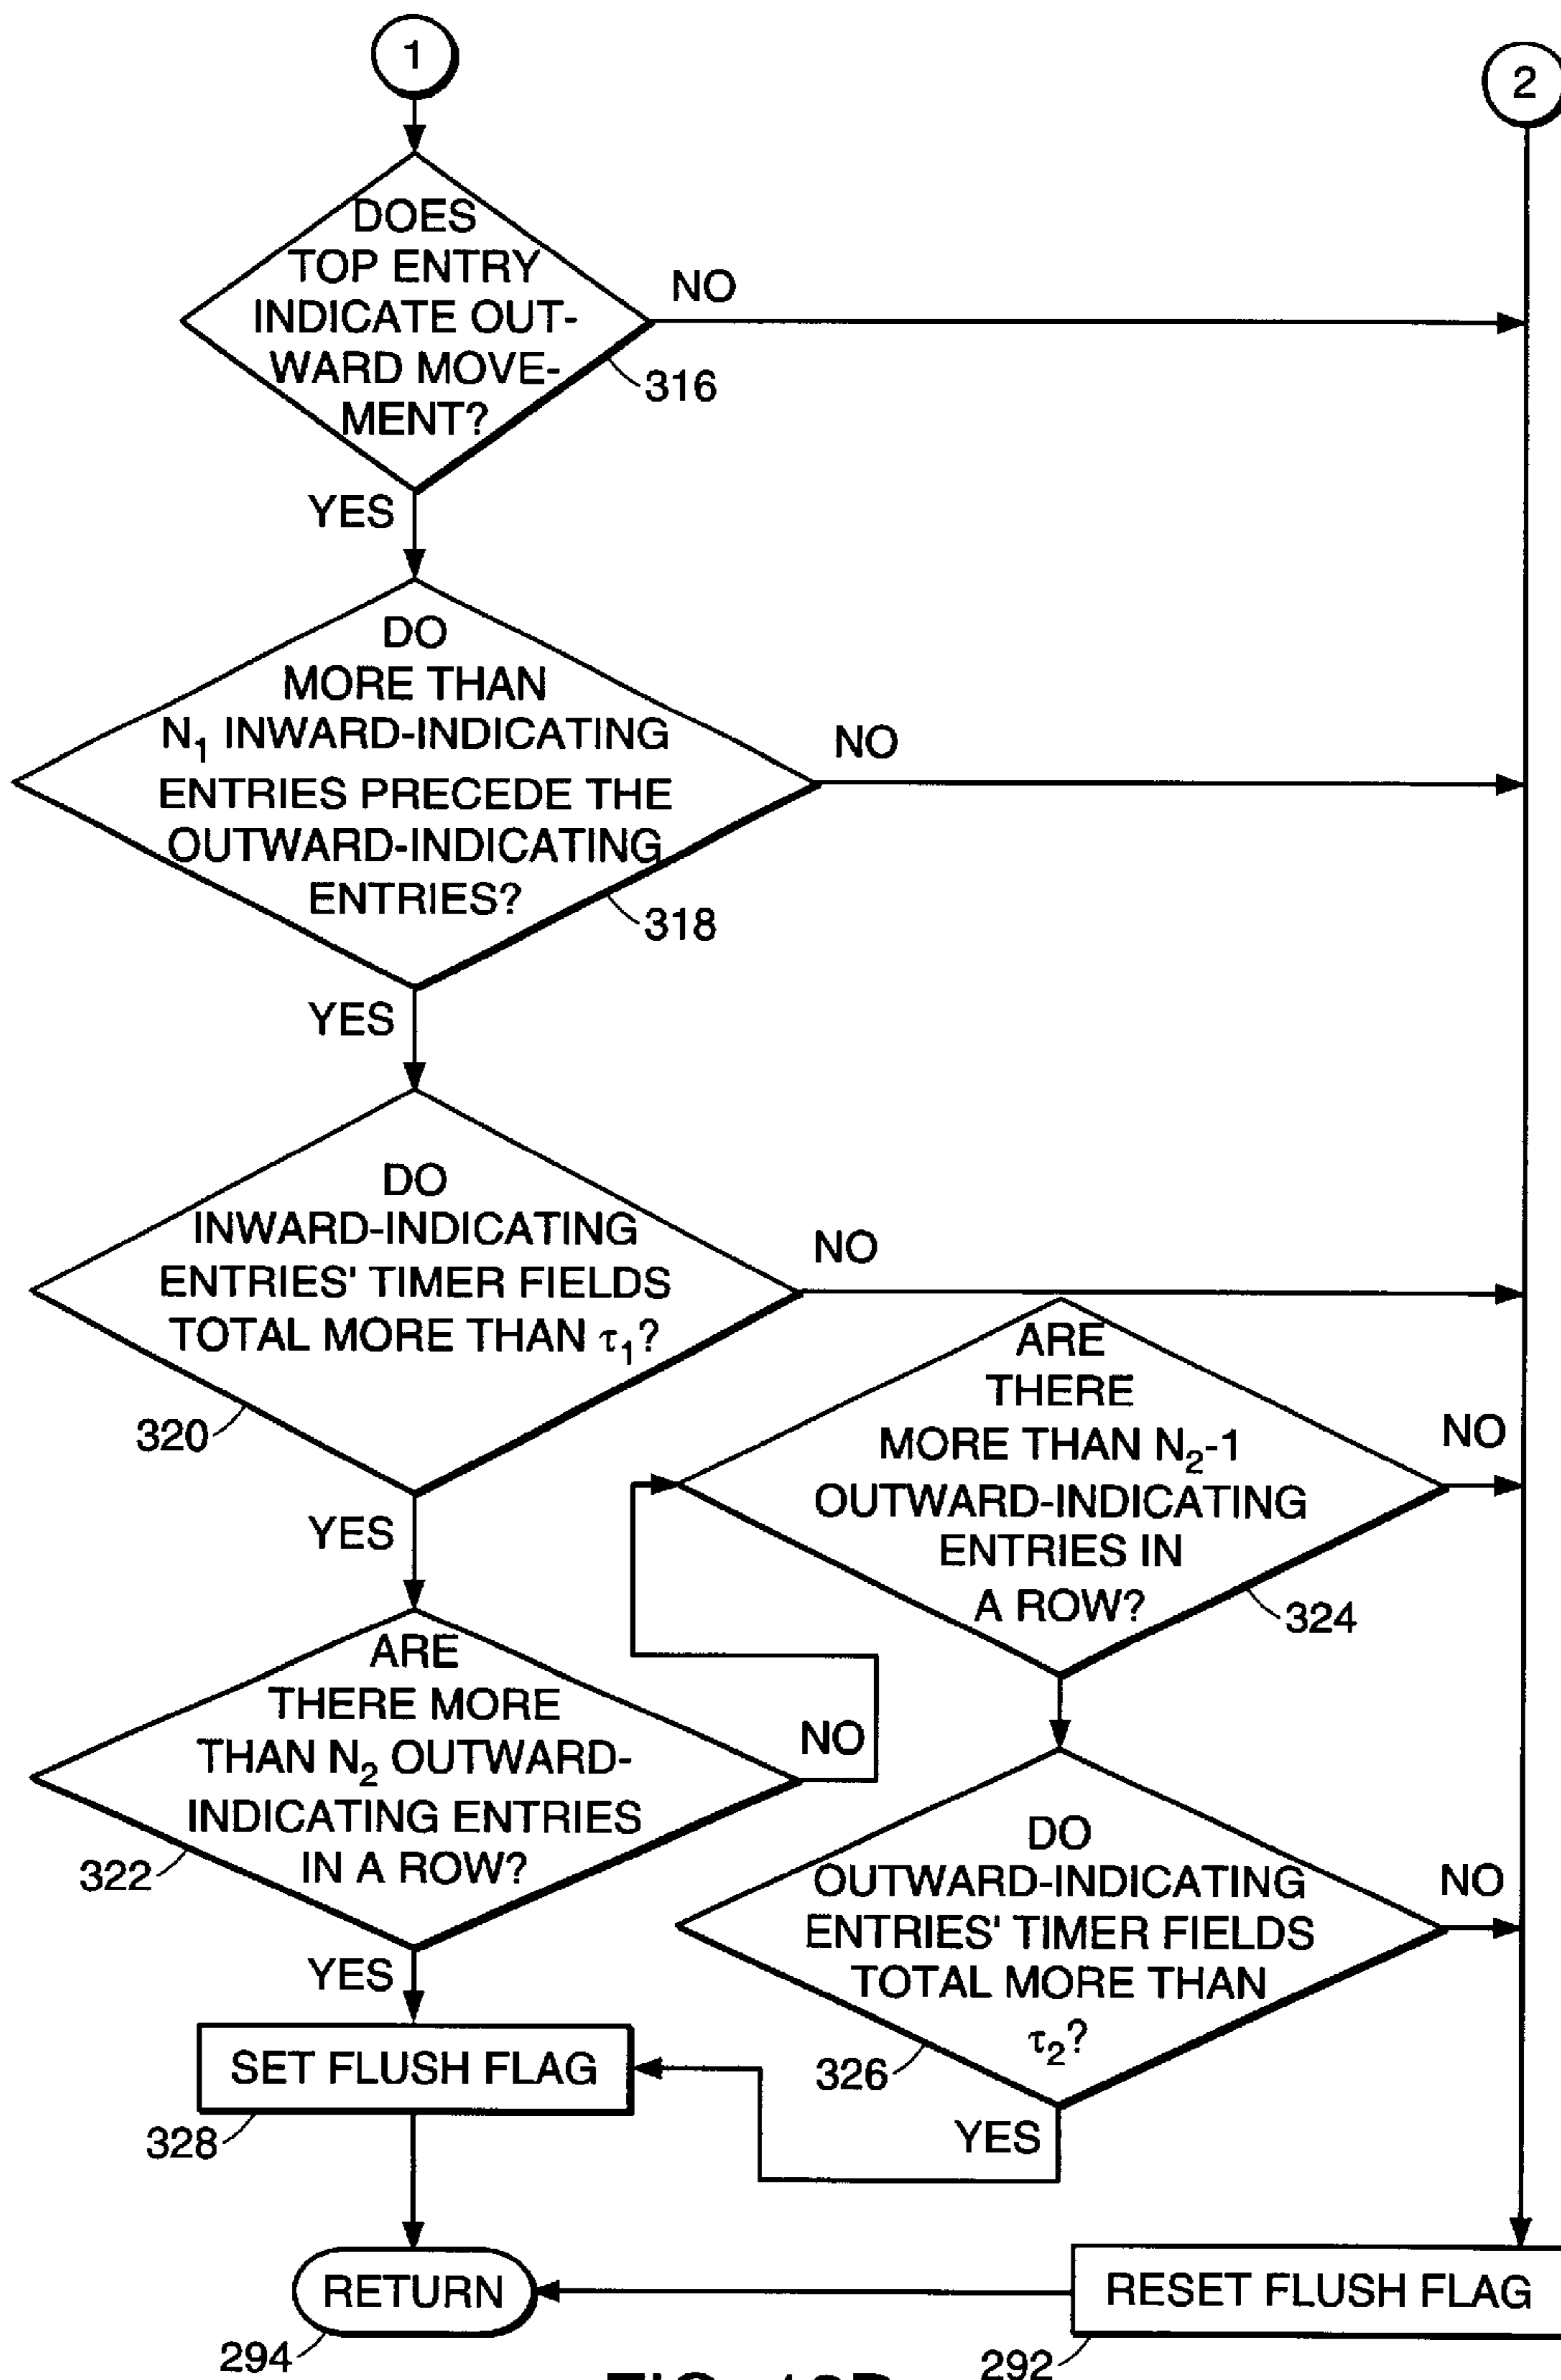 1
2
DOES
TOP ENTRY
INDICATE OUT-
WARD MOVE-
MENT?
NO
316
YES
DO
MORE THAN
N1 INWARD-INDICATING
ENTRIES PRECEDE THE
OUTWARD-INDICATING
ENTRIES?
NO
318
YES
DO
INWARD-INDICATING
ENTRIES' TIMER FIELDS
TOTAL MORE THAN τ1?
NO
320
YES
ARE
THERE
MORE THAN N2-1
OUTWARD-INDICATING
ENTRIES IN
A ROW?
NO
324
ARE
THERE MORE
THAN N2 OUTWARD-
INDICATING ENTRIES
IN A ROW?
NO
322
YES
DO
OUTWARD-INDICATING
ENTRIES' TIMER FIELDS
TOTAL MORE THAN
τ2?
NO
326
YES
SET FLUSH FLAG
328
RETURN
294
RESET FLUSH FLAG
292